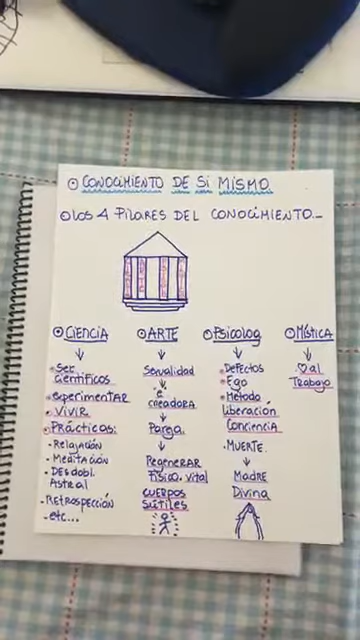 CONOCIMIENTO DE SI MISMO
LOS 4 PILARES DEL CONOCIMIENTO...
CIENCIA
Ser
científicos
experimentar
VIVIR
PRÁCTICAS:
- RELAJACIÓN
- MEDITACIÓN
- DESdobl.
Astral
- RETROSPECCIÓN
- etc...
ARTE
Sexualidad
e.
creadora
Parga.
Regenerar
físico. vital
cuerpos
sutiles
Psicolog
Defectos
Ego
Método
liberación
Conciencia
- MUERTE.
Madre
Divina
Mística
♡ al
Trabajo